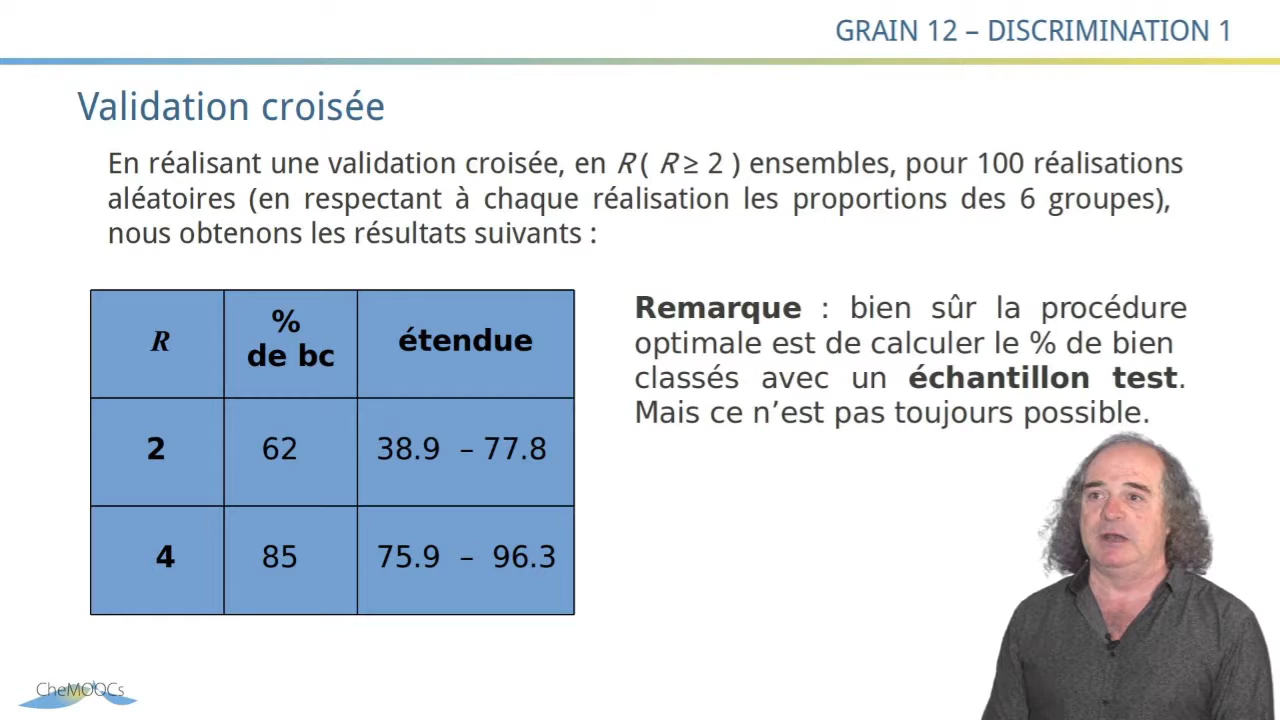 GRAIN 12 – DISCRIMINATION 1
Validation croisée
En réalisant une validation croisée, en R ( R ≥ 2 ) ensembles, pour 100 réalisations
aléatoires (en respectant à chaque réalisation les proportions des 6 groupes),
nous obtenons les résultats suivants :
R
%
de bc
étendue
2
62
38.9 – 77.8
4
85
75.9 – 96.3
Remarque : bien sûr la procédure
optimale est de calculer le % de bien
classés avec un échantillon test.
Mais ce n’est pas toujours possible.
CheMOOCs